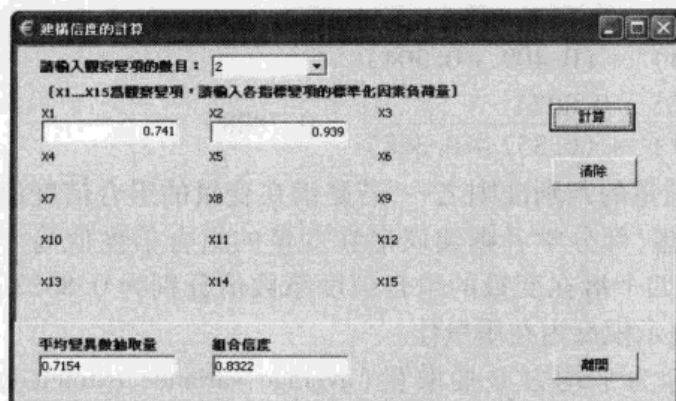 建構信度的計算
請輸入觀察變項的數目： 2
〔X1....X15為觀察變項，請輸入各指標變項的標準化因素負荷量〕
X1 X2 X3
0.741 0.939
計算
X4 X5 X6
清除
X7 X8 X9
X10 X11 X12
X13 X14 X15
平均變異數抽取量 組合信度
0.7154 0.8322
離開